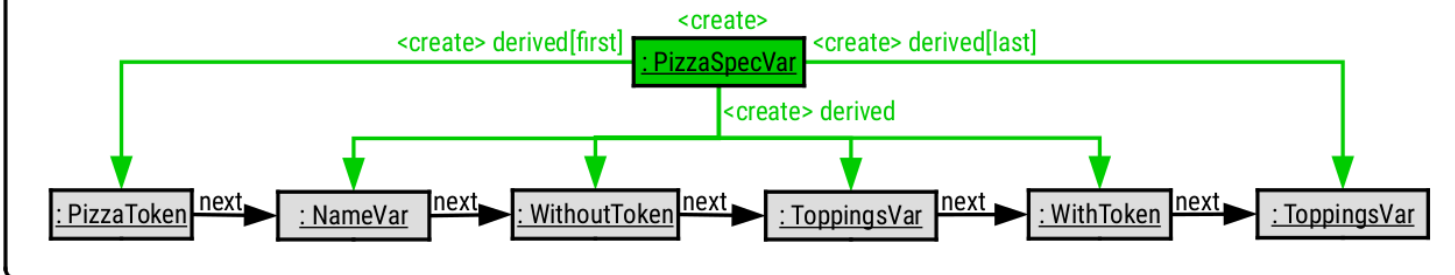 <create>
<create> derived[first]
: PizzaSpecVar
<create> derived[last]
<create> derived
: PizzaToken
next
: NameVar
next
: WithoutToken
next
: ToppingsVar
next
: WithToken
next
: ToppingsVar